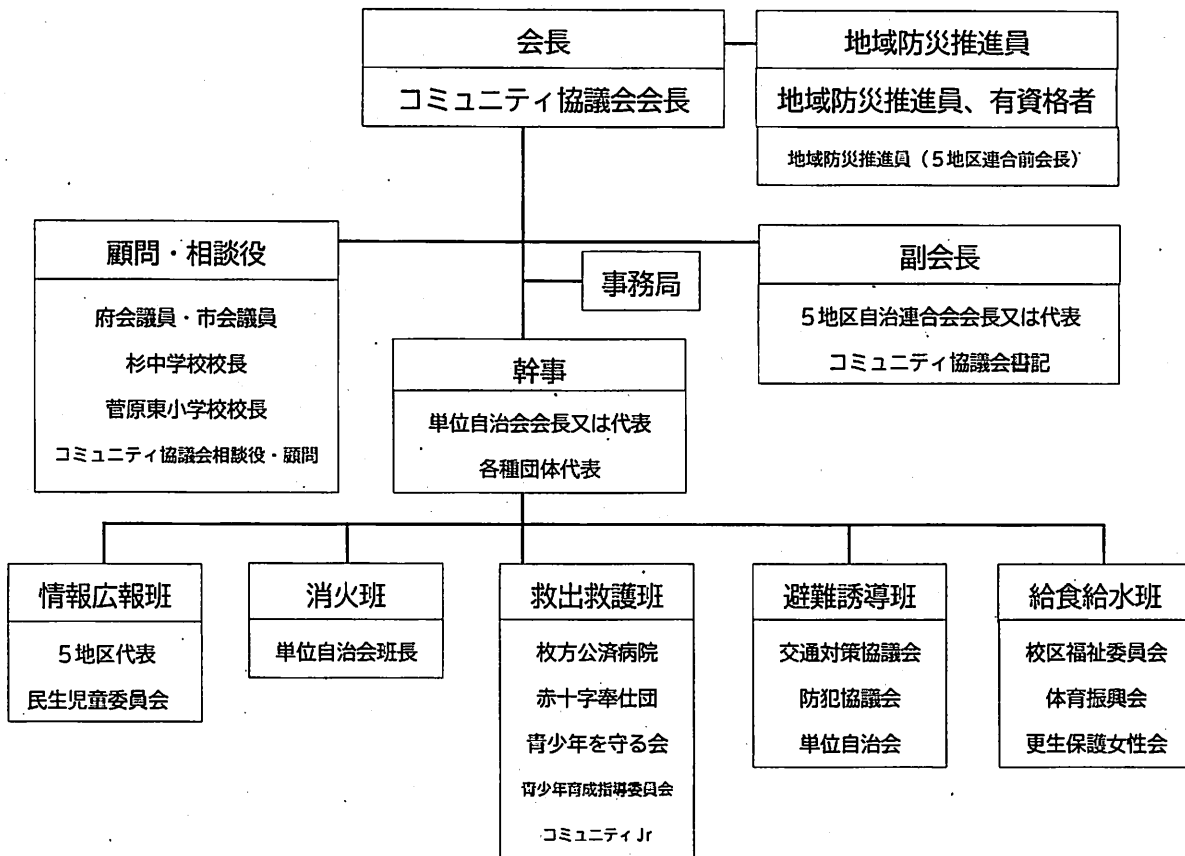 会長
コミュニティ協議会会長
地域防災推進員
地域防災推進員、有資格者
地域防災推進員（5地区連合前会長）
顧問・相談役
府会議員・市会議員
杉中学校校長
菅原東小学校校長
コミュニティ協議会相談役・顧問
事務局
副会長
5地区自治連合会会長又は代表
コミュニティ協議会書記
幹事
単位自治会会長又は代表
各種団体代表
情報広報班
5地区代表
民生児童委員会
消火班
単位自治会班長
救出救護班
枚方公済病院
赤十字奉仕団
青少年を守る会
青少年育成指導委員会
コミュニティJr
避難誘導班
交通対策協議会
防犯協議会
単位自治会
給食給水班
校区福祉委員会
体育振興会
更生保護女性会